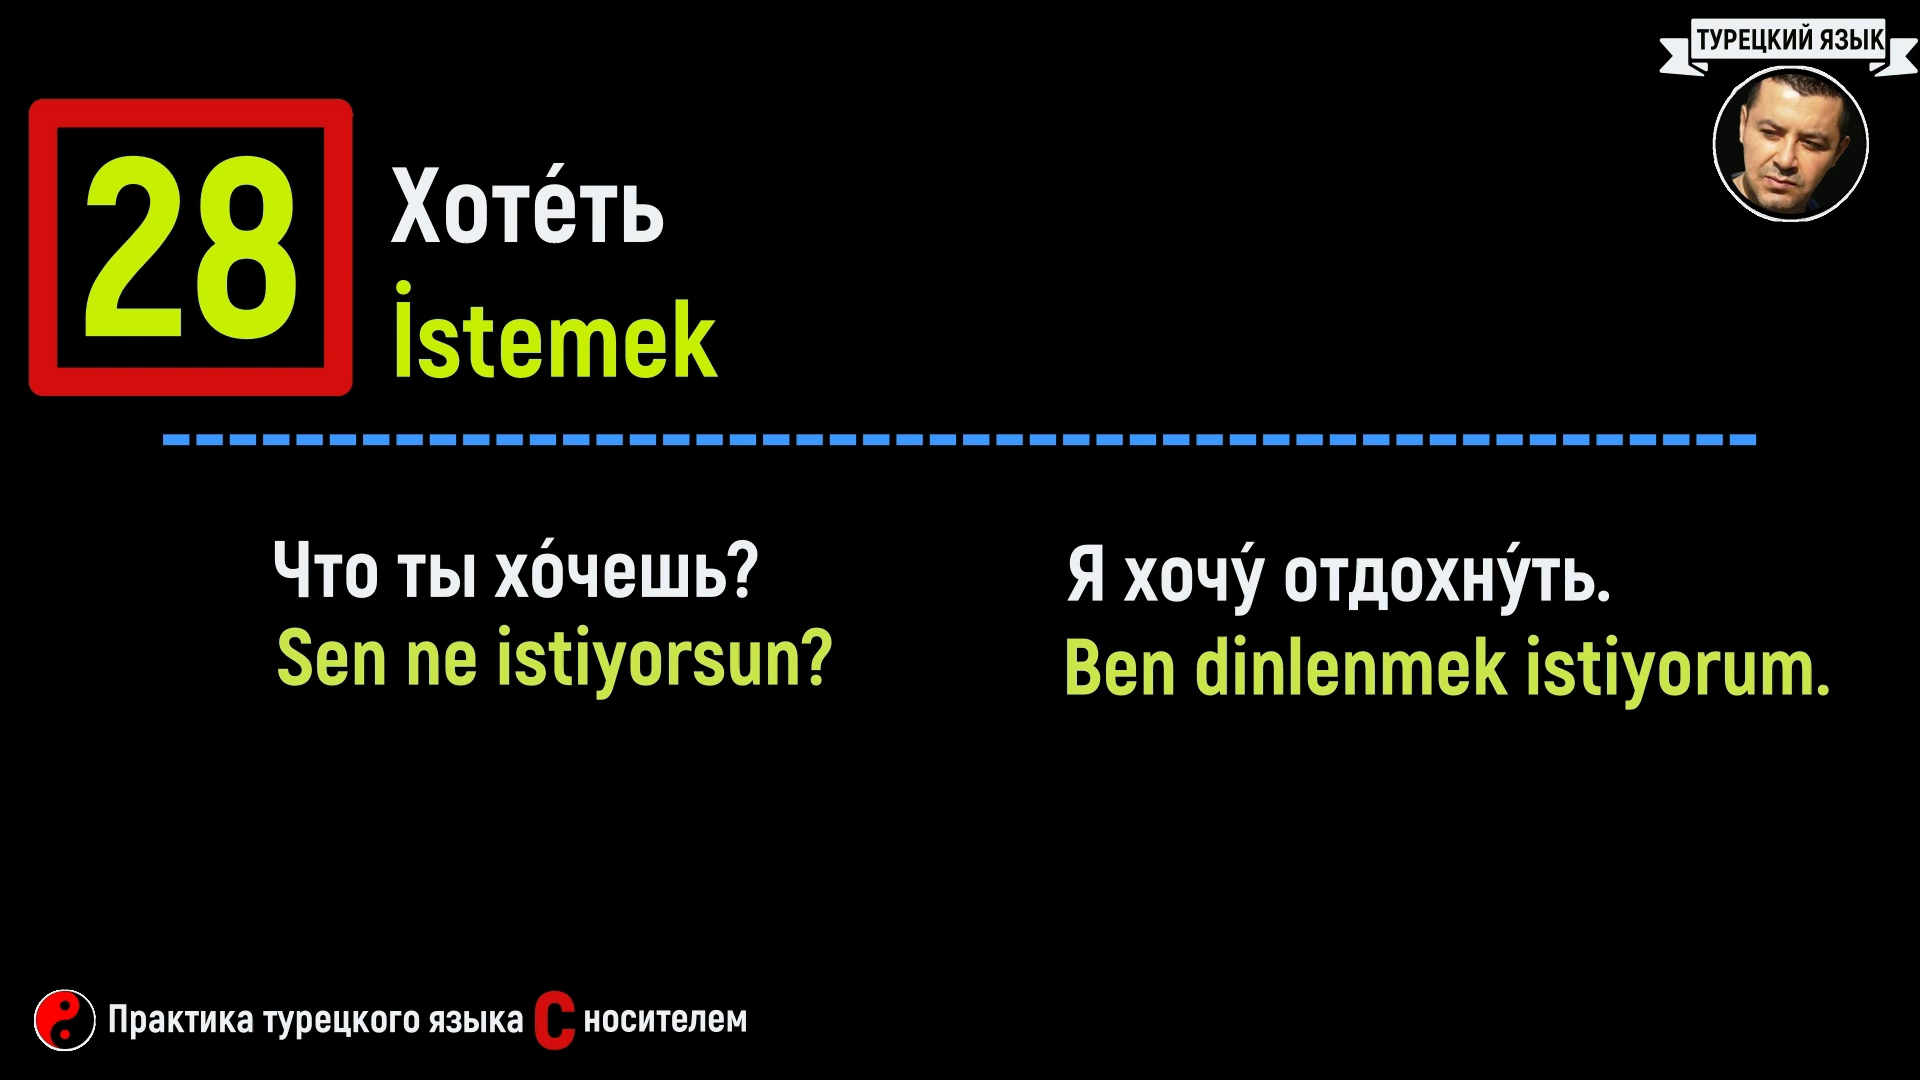 ТУРЕЦКИЙ ЯЗЫК
28
Хоте́ть
İstemek
Что ты хо́чешь?
Sen ne istiyorsun?
Я хочу́ отдохну́ть.
Ben dinlenmek istiyorum.
Практика турецкого языка С носителем